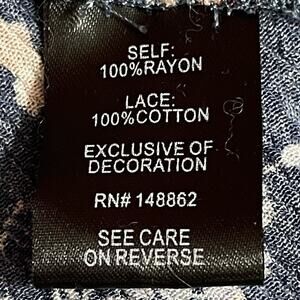 SELF:
100%RAYON
LACE:
100%COTTON
EXCLUSIVE OF
DECORATION
RN# 148862
SEE CARE
ON REVERSE